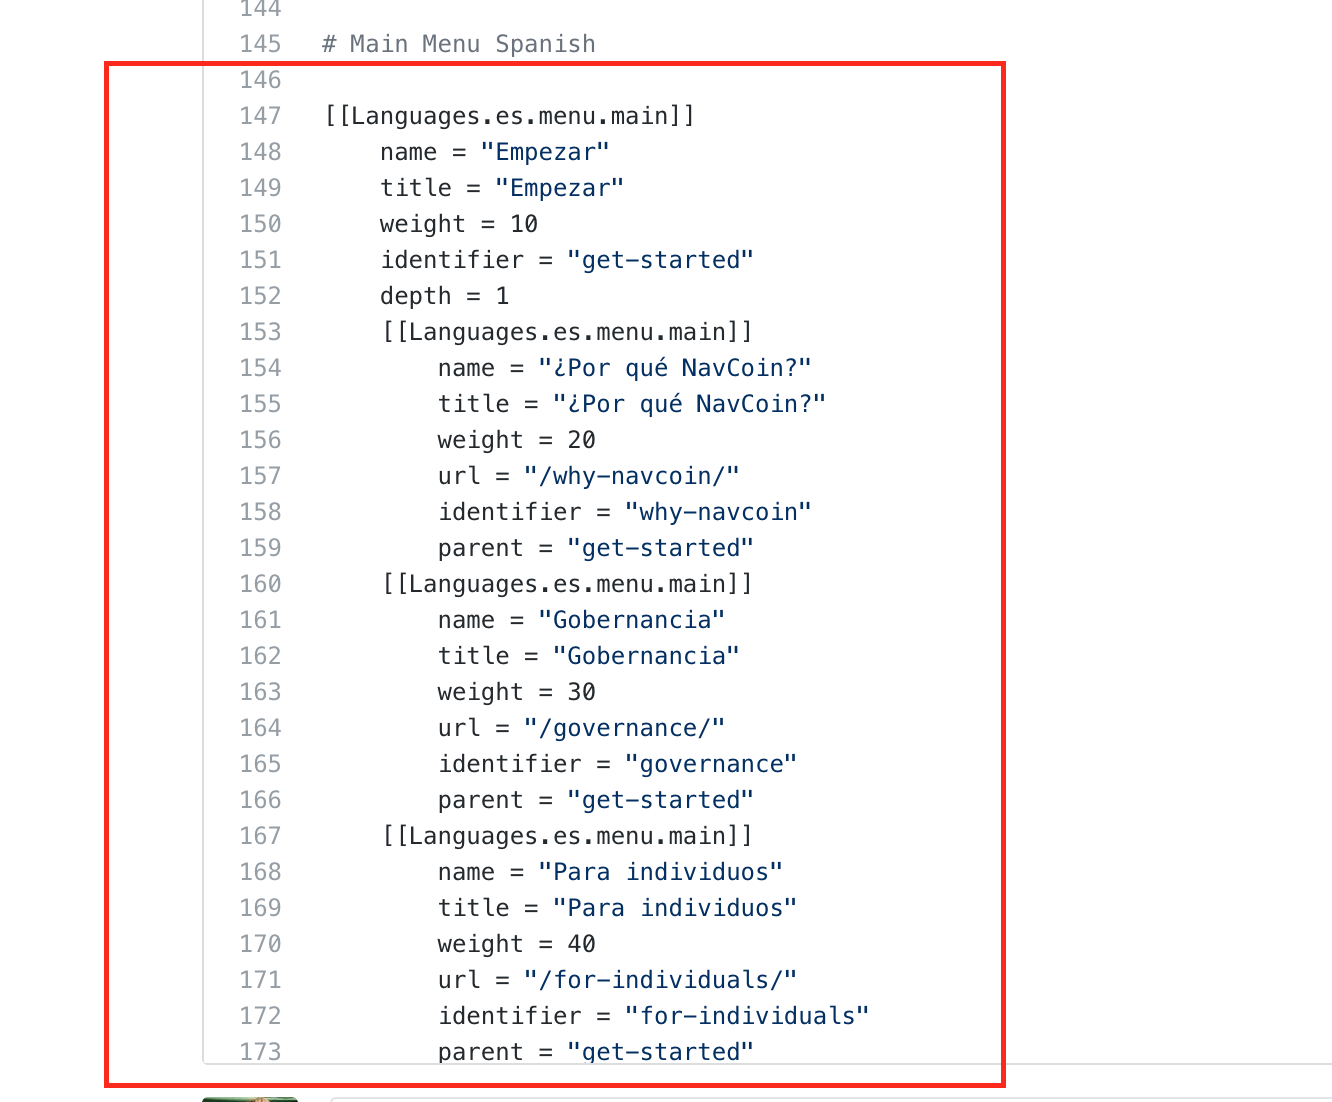 144
145 # Main Menu Spanish
146
147 [[Languages.es.menu.main]]
148 name = "Empezar"
149 title = "Empezar"
150 weight = 10
151 identifier = "get-started"
152 depth = 1
153 [[Languages.es.menu.main]]
154 name = "¿Por qué NavCoin?"
155 title = "¿Por qué NavCoin?"
156 weight = 20
157 url = "/why-navcoin/"
158 identifier = "why-navcoin"
159 parent = "get-started"
160 [[Languages.es.menu.main]]
161 name = "Gobernancia"
162 title = "Gobernancia"
163 weight = 30
164 url = "/governance/"
165 identifier = "governance"
166 parent = "get-started"
167 [[Languages.es.menu.main]]
168 name = "Para individuos"
169 title = "Para individuos"
170 weight = 40
171 url = "/for-individuals/"
172 identifier = "for-individuals"
173 parent = "get-started"